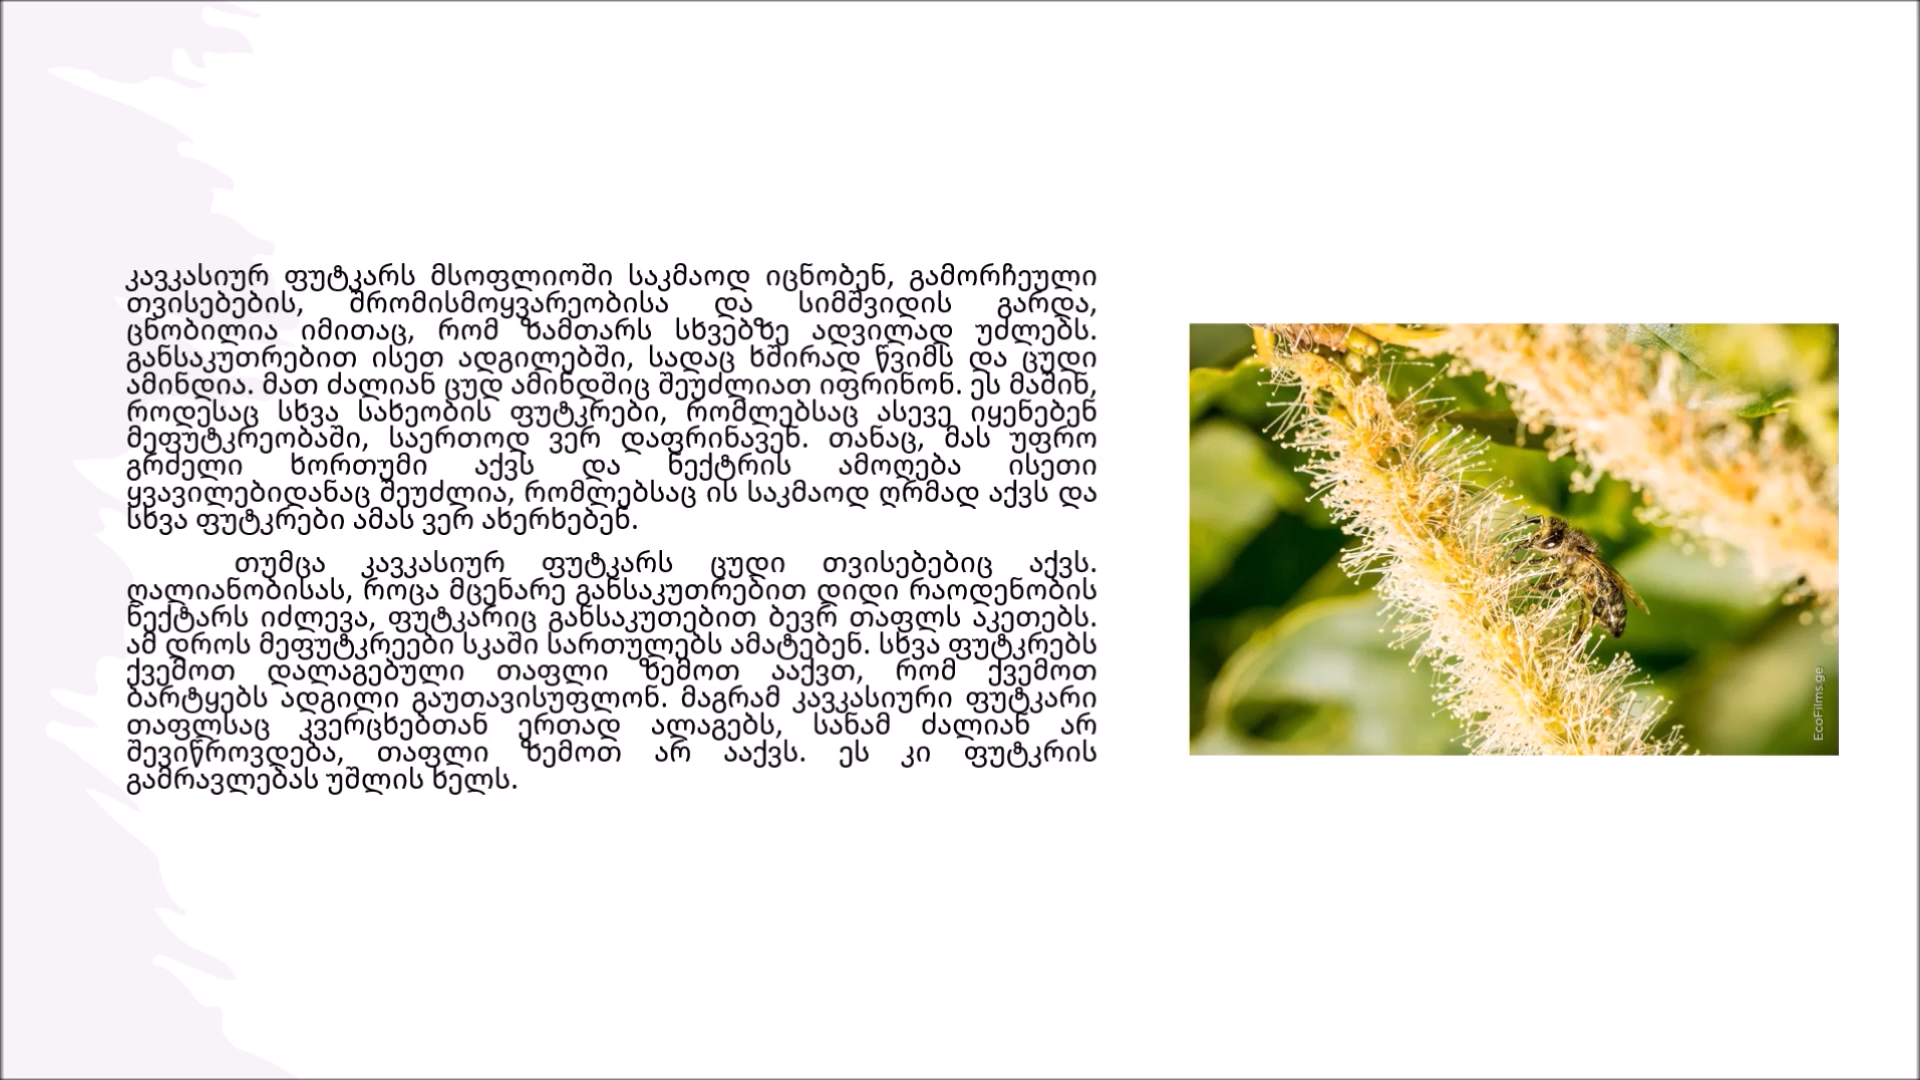 კავკასიურ ფუტკარს მსოფლიოში საკმაოდ იცნობენ, გამორჩეული
თვისებების, შრომისმოყვარეობისა და სიმშვიდის გარდა,
ცნობილია იმითაც, რომ ზამთარს სხვებზე ადვილად უძლებს.
განსაკუთრებით ისეთ ადგილებში, სადაც ხშირად წვიმს და ცუდი
ამინდია. მათ ძალიან ცუდ ამინდშიც შეუძლიათ იფრინონ. ეს მაშინ,
როდესაც სხვა სახეობის ფუტკრები, რომლებსაც ასევე იყენებენ
მეფუტკრეობაში, საერთოდ ვერ დაფრინავენ. თანაც, მას უფრო
გრძელი ხორთუმი აქვს და ნექტრის ამოღება ისეთი
ყვავილებიდანაც შეუძლია, რომლებსაც ის საკმაოდ ღრმად აქვს და
სხვა ფუტკრები ამას ვერ ახერხებენ.
თუმცა კავკასიურ ფუტკარს ცუდი თვისებებიც აქვს.
ღალიანობისას, როცა მცენარე განსაკუთრებით დიდი რაოდენობის
ნექტარს იძლევა, ფუტკარიც განსაკუთებით ბევრ თაფლს აკეთებს.
ამ დროს მეფუტკრეები სკაში სართულებს ამატებენ. სხვა ფუტკრებს
ქვემოთ დალაგებული თაფლი ზემოთ ააქვთ, რომ ქვემოთ
ბარტყებს ადგილი გაუთავისუფლონ. მაგრამ კავკასიური ფუტკარი
თაფლსაც კვერცხებთან ერთად ალაგებს, სანამ ძალიან არ
შევიწროვდება, თაფლი ზემოთ არ ააქვს. ეს კი ფუტკრის
გამრავლებას უშლის ხელს.
EcoFilms.ge